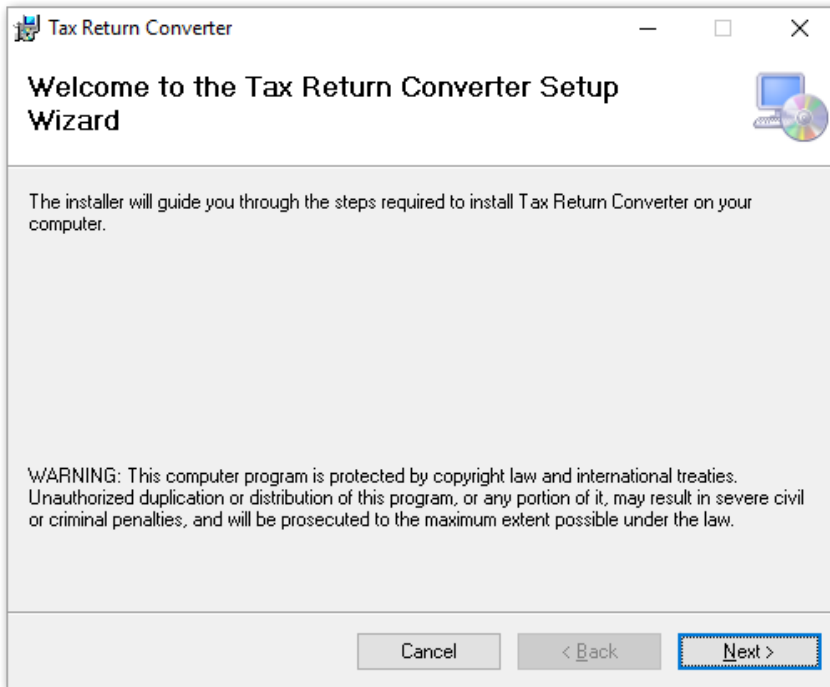 Tax Return Converter
Welcome to the Tax Return Converter Setup
Wizard
The installer will guide you through the steps required to install Tax Return Converter on your
computer.
WARNING: This computer program is protected by copyright law and international treaties.
Unauthorized duplication or distribution of this program, or any portion of it, may result in severe civil
or criminal penalties, and will be prosecuted to the maximum extent possible under the law.
Cancel
< Back
Next >